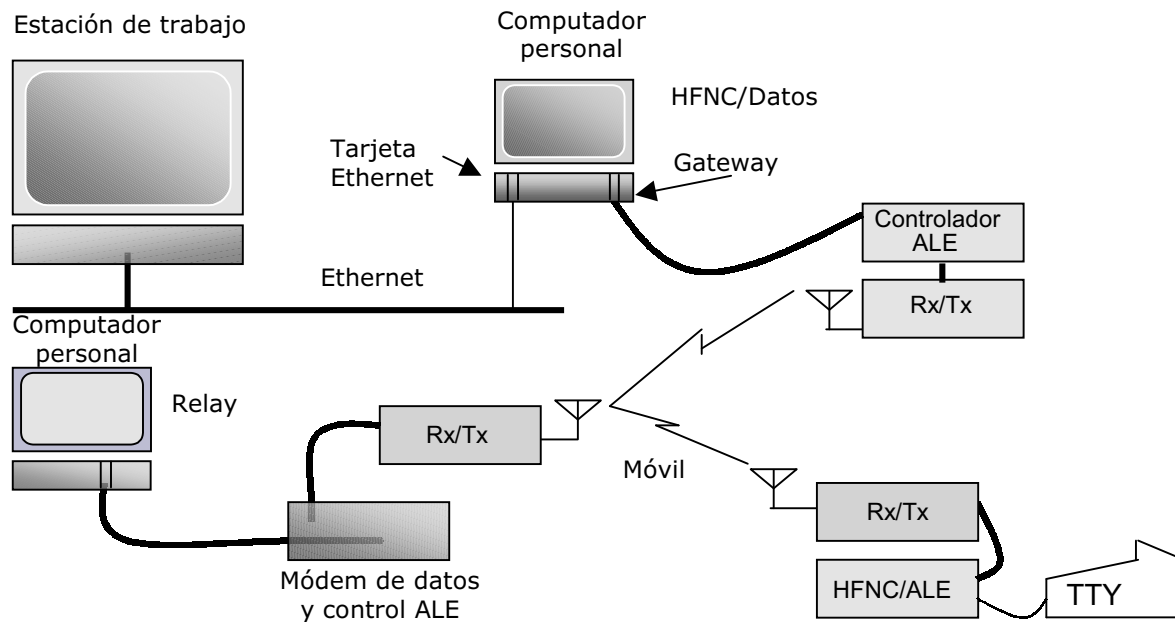 Estación de trabajo
Computador
personal
HFNC/Datos
Tarjeta
Ethernet
Gateway
Controlador
ALE
Ethernet
Rx/Tx
Computador
personal
Relay
Rx/Tx
Móvil
Rx/Tx
Módem de datos
y control ALE
HFNC/ALE
TTY